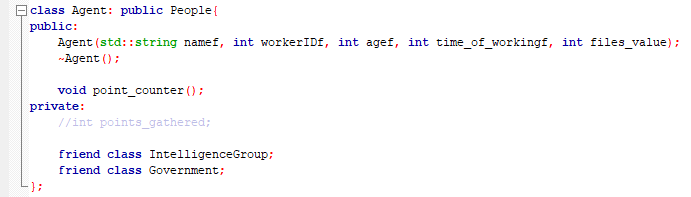 class Agent: public People{
public:
    Agent(std::string namef, int workerIDf, int agef, int time_of_workingf, int files_value);
    ~Agent();

    void point_counter();
private:
    //int points_gathered;

    friend class IntelligenceGroup;
    friend class Government;
};